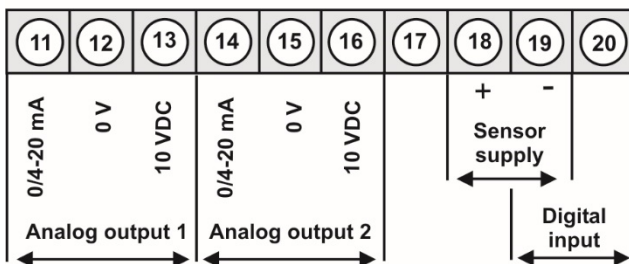 11 12 13 14 15 16 17 18 19 20
+ -
0/4-20 mA
0 V
10 VDC
0/4-20 mA
0 V
10 VDC
Sensor
supply
Analog output 1
Analog output 2
Digital
input